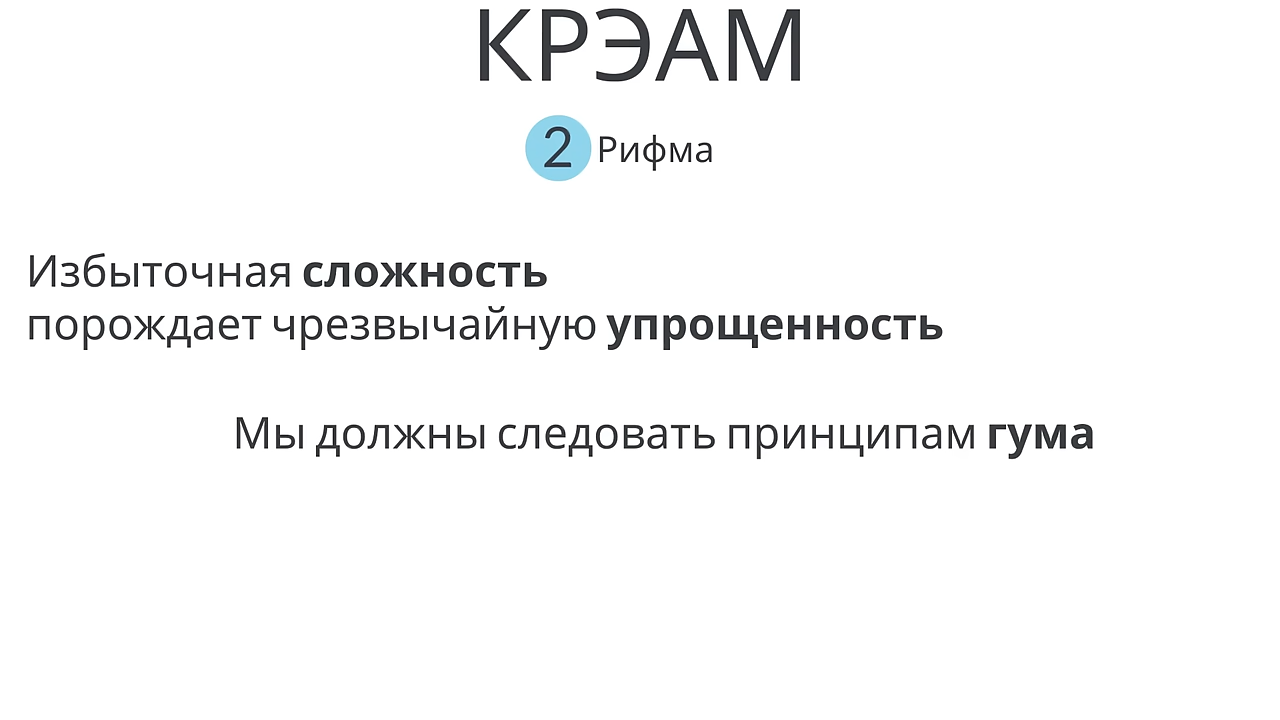 КРЭАМ
2 Рифма
Избыточная сложность
порождает чрезвычайную упрощенность
Мы должны следовать принципам гума